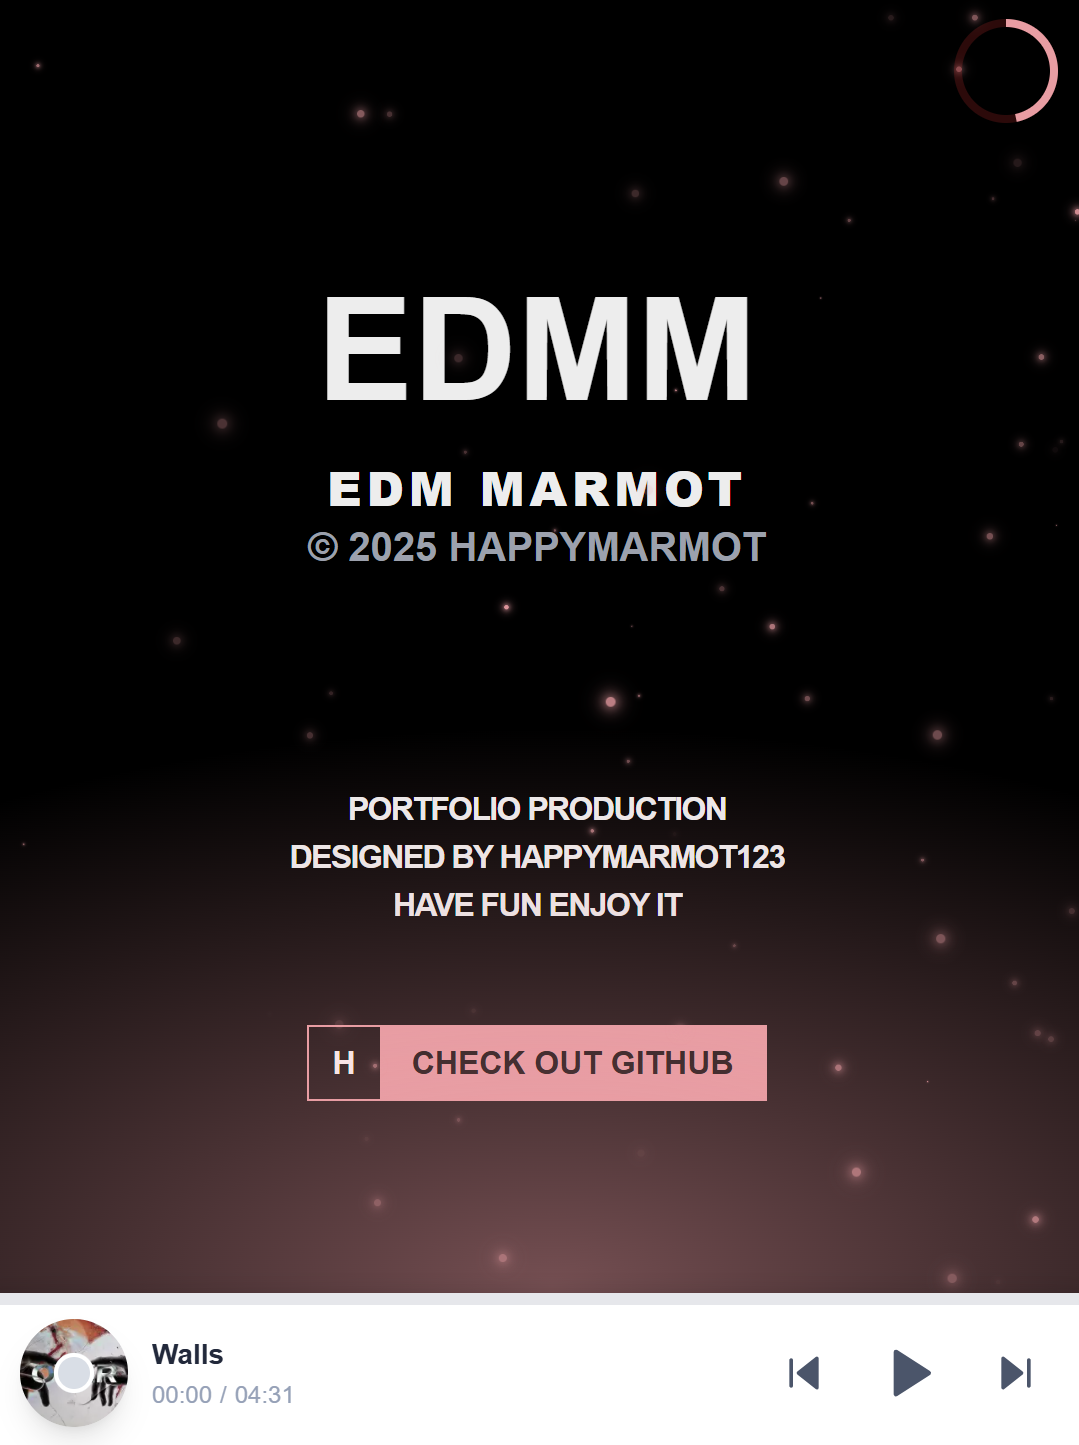 EDMM
EDM MARMOT
© 2025 HAPPYMARMOT
PORTFOLIO PRODUCTION
DESIGNED BY HAPPYMARMOT123
HAVE FUN ENJOY IT
H CHECK OUT GITHUB
Walls
00:00 / 04:31